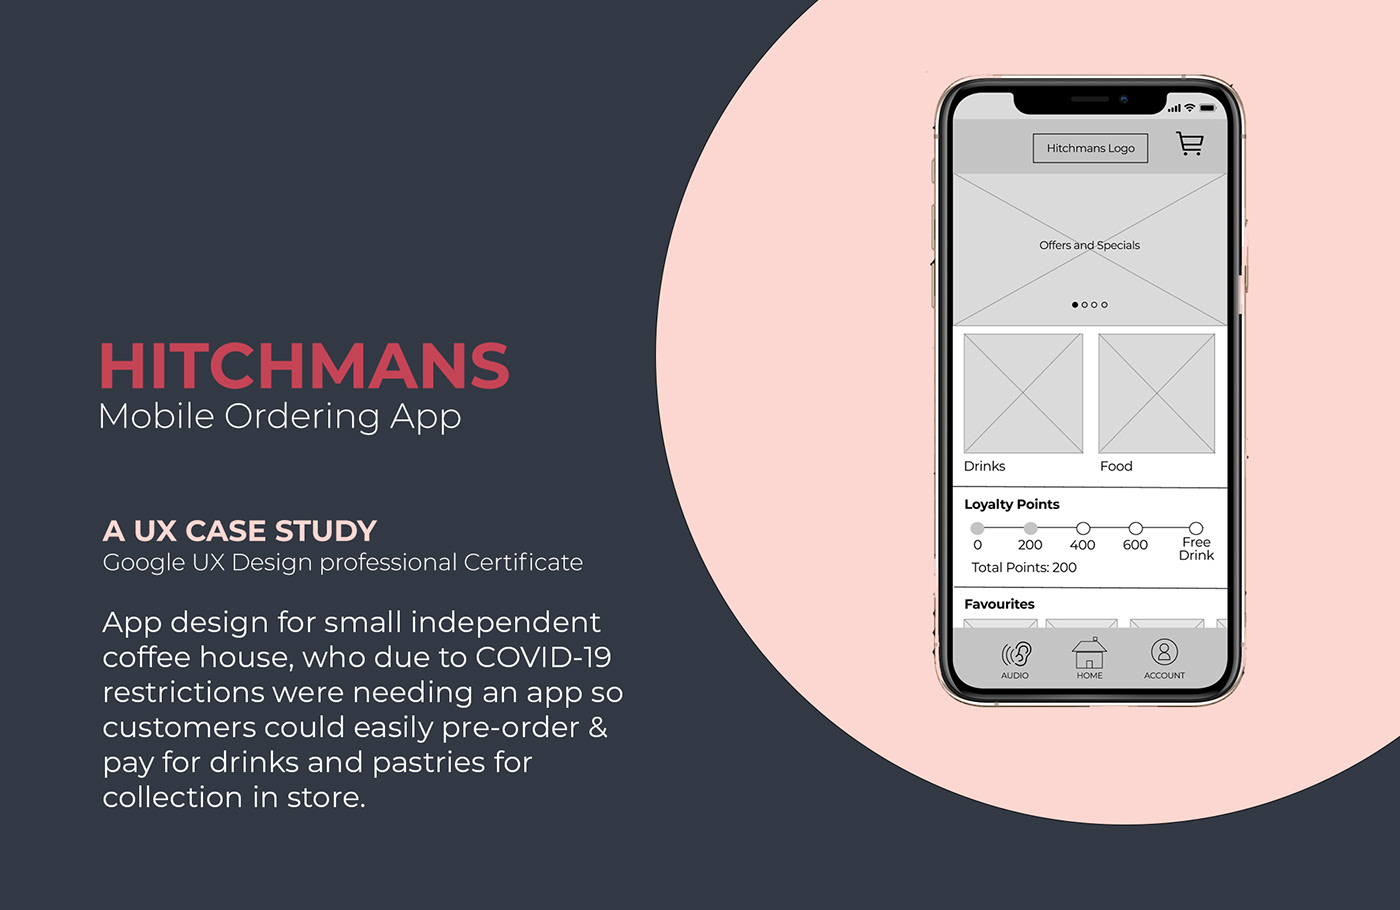 HITCHMANS
Mobile Ordering App
A UX CASE STUDY
Google UX Design professional Certificate
App design for small independent
coffee house, who due to COVID-19
restrictions were needing an app so
customers could easily pre-order &
pay for drinks and pastries for
collection in store.
Hitchmans Logo
Offers and Specials
Drinks
Food
Loyalty Points
0
200
400
600
Free
Drink
Total Points: 200
Favourites
AUDIO
HOME
ACCOUNT